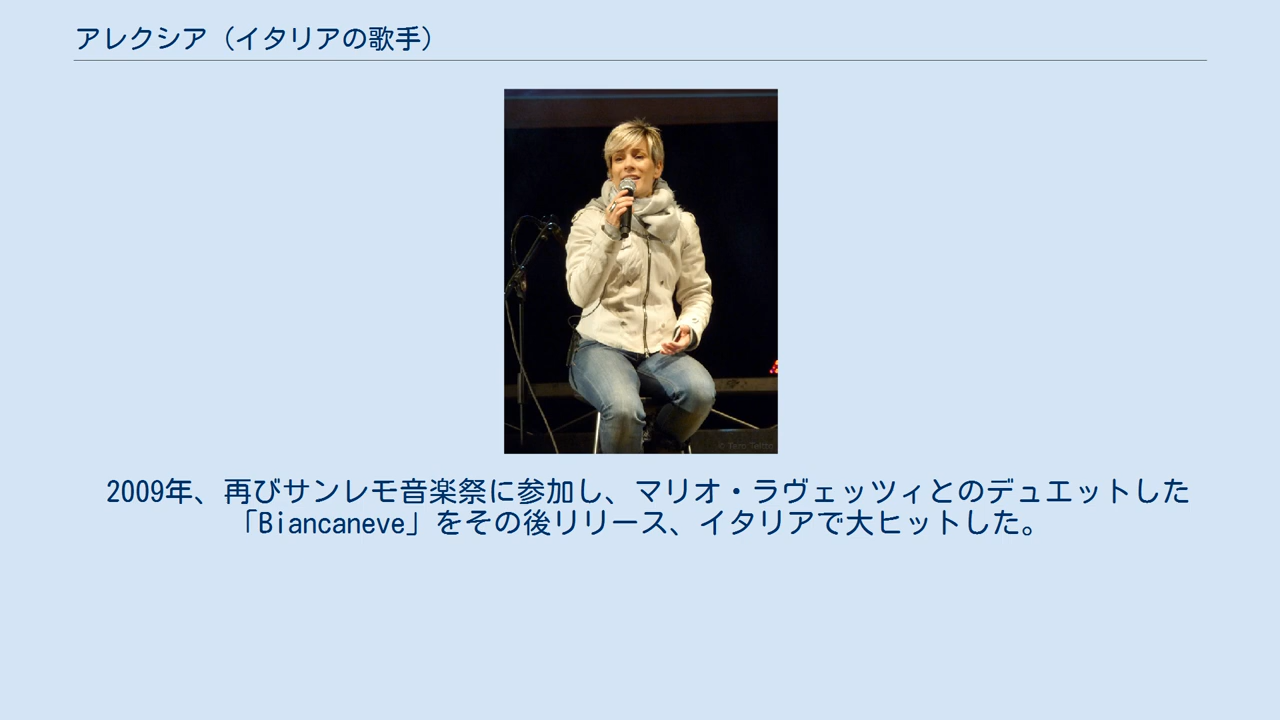 アレクシア（イタリアの歌手）
2009年、再びサンレモ音楽祭に参加し、マリオ・ラヴェッツィとのデュエットした
「Biancaneve」をその後リリース、イタリアで大ヒットした。